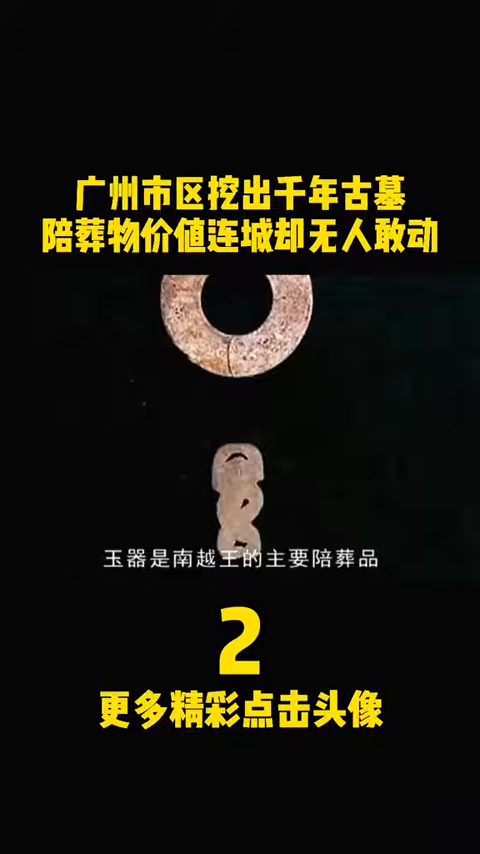 广州市区挖出千年古墓
陪葬物价值连城却无人敢动
玉器是南越王的主要陪葬品
2
更多精彩点击头像